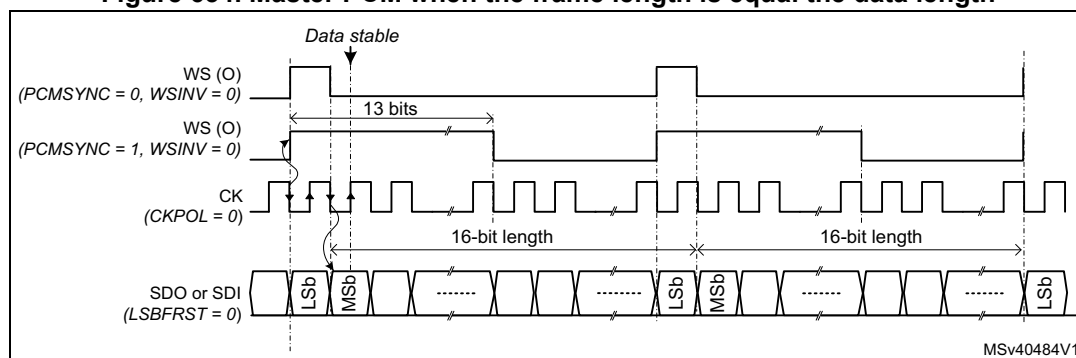 Figure 684. Master PCM when the frame length is equal the data length
Data stable
WS (O)
(PCMSYNC = 0, WSINV = 0)
13 bits
WS (O)
(PCMSYNC = 1, WSINV = 0)
CK
(CKPOL = 0)
16-bit length
16-bit length
SDO or SDI
(LSBFRST = 0)
LSb
MSb
LSb
MSb
LSb
MSv40484V1